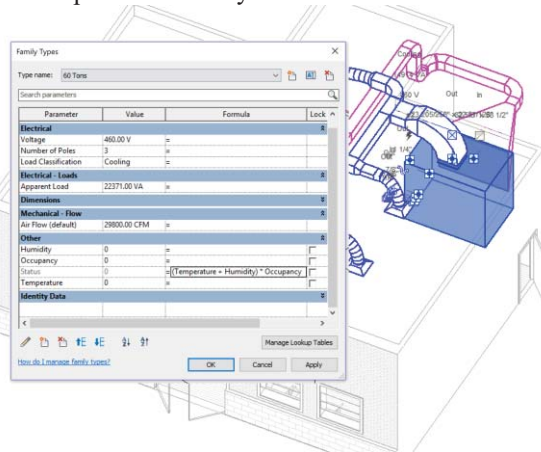 Family Types
Type name: 60 Tons
Search parameters
Parameter Value Formula Lock
Electrical
Voltage 460.00 V =
Number of Poles 3 =
Load Classification Cooling =
Electrical - Loads
Apparent Load 22371.00 VA =
Dimensions
Mechanical - Flow
Air Flow (default) 29800.00 CFM =
Other
Humidity 0 =
Occupancy 0 =
Status 0 =(Temperature + Humidity) * Occupancy
Temperature 0 =
Identity Data
Manage Lookup Tables
How do I manage family types?
OK Cancel Apply
Out In